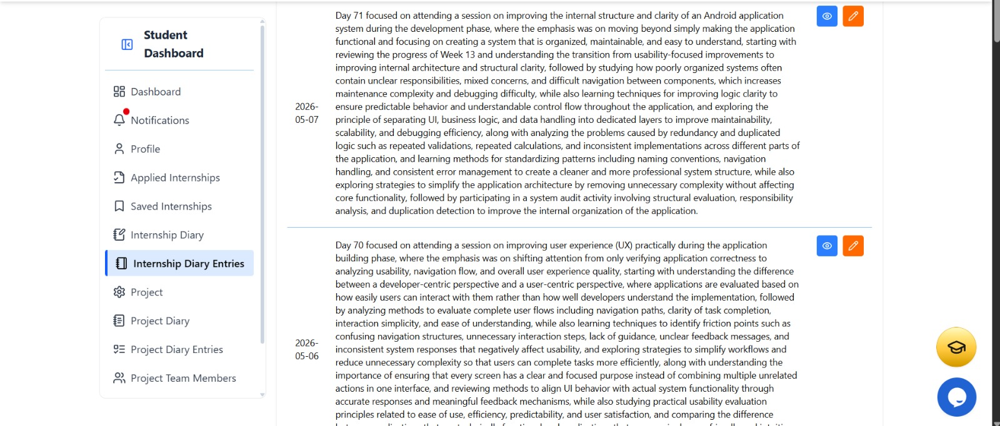 Student
Dashboard
Dashboard
Notifications
Profile
Applied Internships
Saved Internships
Internship Diary
Internship Diary Entries
Project
Project Diary
Project Diary Entries
Project Team Members
2026-
05-07
Day 71 focused on attending a session on improving the internal structure and clarity of an Android application
system during the development phase, where the emphasis was on moving beyond simply making the application
functional and focusing on creating a system that is organized, maintainable, and easy to understand, starting with
reviewing the progress of Week 13 and understanding the transition from usability-focused improvements to
improving internal architecture and structural clarity, followed by studying how poorly organized systems often
contain unclear responsibilities, mixed concerns, and difficult navigation between components, which increases
maintenance complexity and debugging difficulty, while also learning techniques for improving logic clarity to
ensure predictable behavior and understandable control flow throughout the application, and exploring the
principle of separating UI, business logic, and data handling into dedicated layers to improve maintainability,
scalability, and debugging efficiency, along with analyzing the problems caused by redundancy and duplicated
logic such as repeated validations, repeated calculations, and inconsistent implementations across different parts of
the application, and learning methods for standardizing patterns including naming conventions, navigation
handling, and consistent error management to create a cleaner and more professional system structure, while also
exploring strategies to simplify the application architecture by removing unnecessary complexity without affecting
core functionality, followed by participating in a system audit activity involving structural evaluation, responsibility
analysis, and duplication detection to improve the internal organization of the application.
2026-
05-06
Day 70 focused on attending a session on improving user experience (UX) practically during the application
building phase, where the emphasis was on shifting attention from only verifying application correctness to
analyzing usability, navigation flow, and overall user experience quality, starting with understanding the difference
between a developer-centric perspective and a user-centric perspective, where applications are evaluated based on
how easily users can interact with them rather than how well developers understand the implementation, followed
by analyzing methods to evaluate complete user flows including navigation paths, clarity of task completion,
interaction simplicity, and ease of understanding, while also learning techniques to identify friction points such as
confusing navigation structures, unnecessary interaction steps, lack of guidance, unclear feedback messages, and
inconsistent system responses that negatively affect usability, and exploring strategies to simplify workflows and
reduce unnecessary complexity so that users can complete tasks more efficiently, along with understanding the
importance of ensuring that every screen has a clear and focused purpose instead of combining multiple unrelated
actions in one interface, and reviewing methods to align UI behavior with actual system functionality through
accurate responses and meaningful feedback mechanisms, while also studying practical usability evaluation
principles related to ease of use, efficiency, predictability, and user satisfaction, and comparing the difference